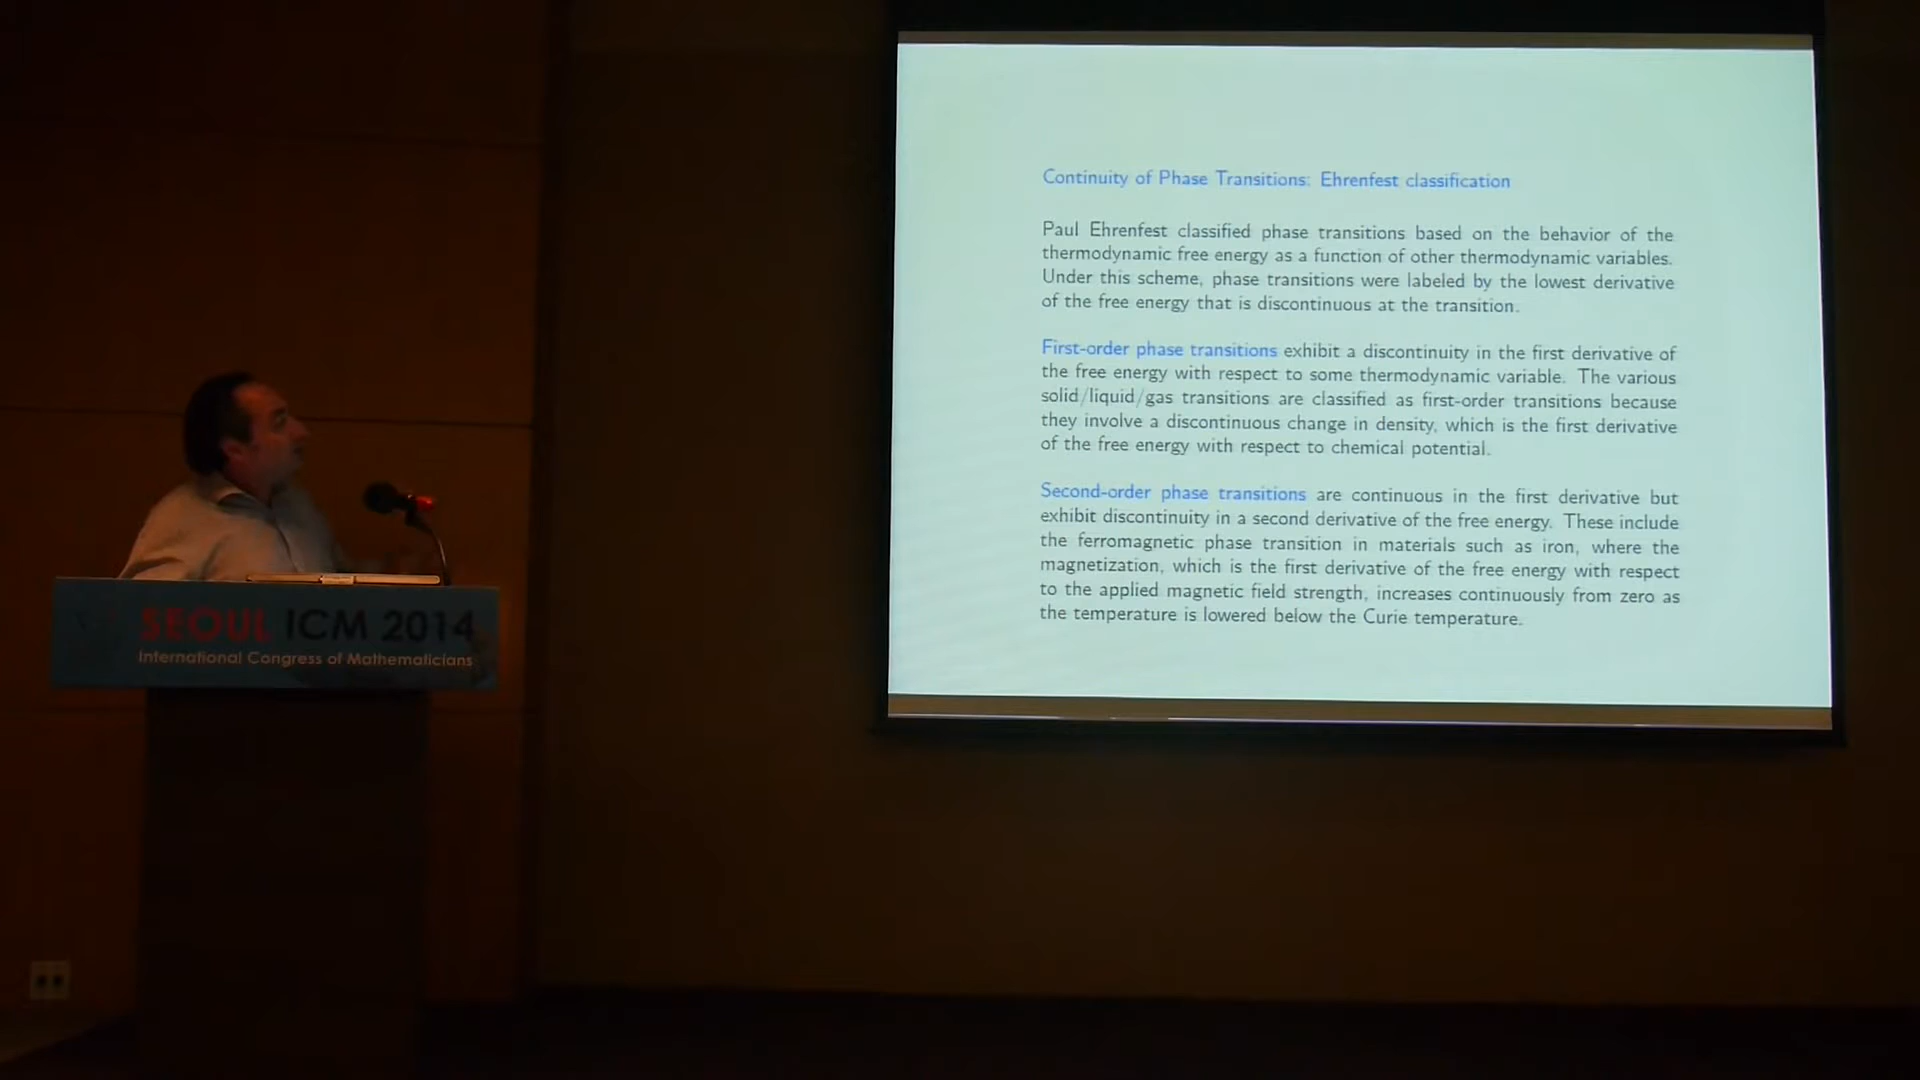 Continuity of Phase Transitions: Ehrenfest classification
Paul Ehrenfest classified phase transitions based on the behavior of the
thermodynamic free energy as a function of other thermodynamic variables.
Under this scheme, phase transitions were labeled by the lowest derivative
of the free energy that is discontinuous at the transition.
First-order phase transitions exhibit a discontinuity in the first derivative of
the free energy with respect to some thermodynamic variable. The various
solid/liquid/gas transitions are classified as first-order transitions because
they involve a discontinuous change in density, which is the first derivative
of the free energy with respect to chemical potential.
Second-order phase transitions are continuous in the first derivative but
exhibit discontinuity in a second derivative of the free energy. These include
the ferromagnetic phase transition in materials such as iron, where the
magnetization, which is the first derivative of the free energy with respect
to the applied magnetic field strength, increases continuously from zero as
the temperature is lowered below the Curie temperature.
SEOUL ICM 2014
International Congress of Mathematicians